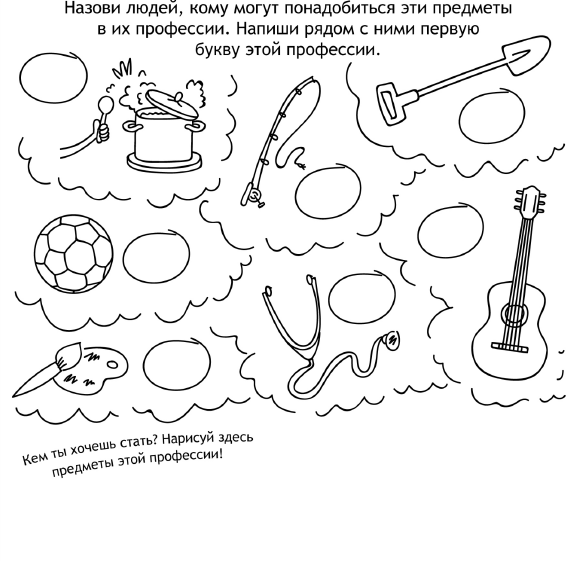 Назови людей, кому могут понадобиться эти предметы
в их профессии. Напиши рядом с ними первую
букву этой профессии.
Кем ты хочешь стать? Нарисуй здесь
предметы этой профессии!